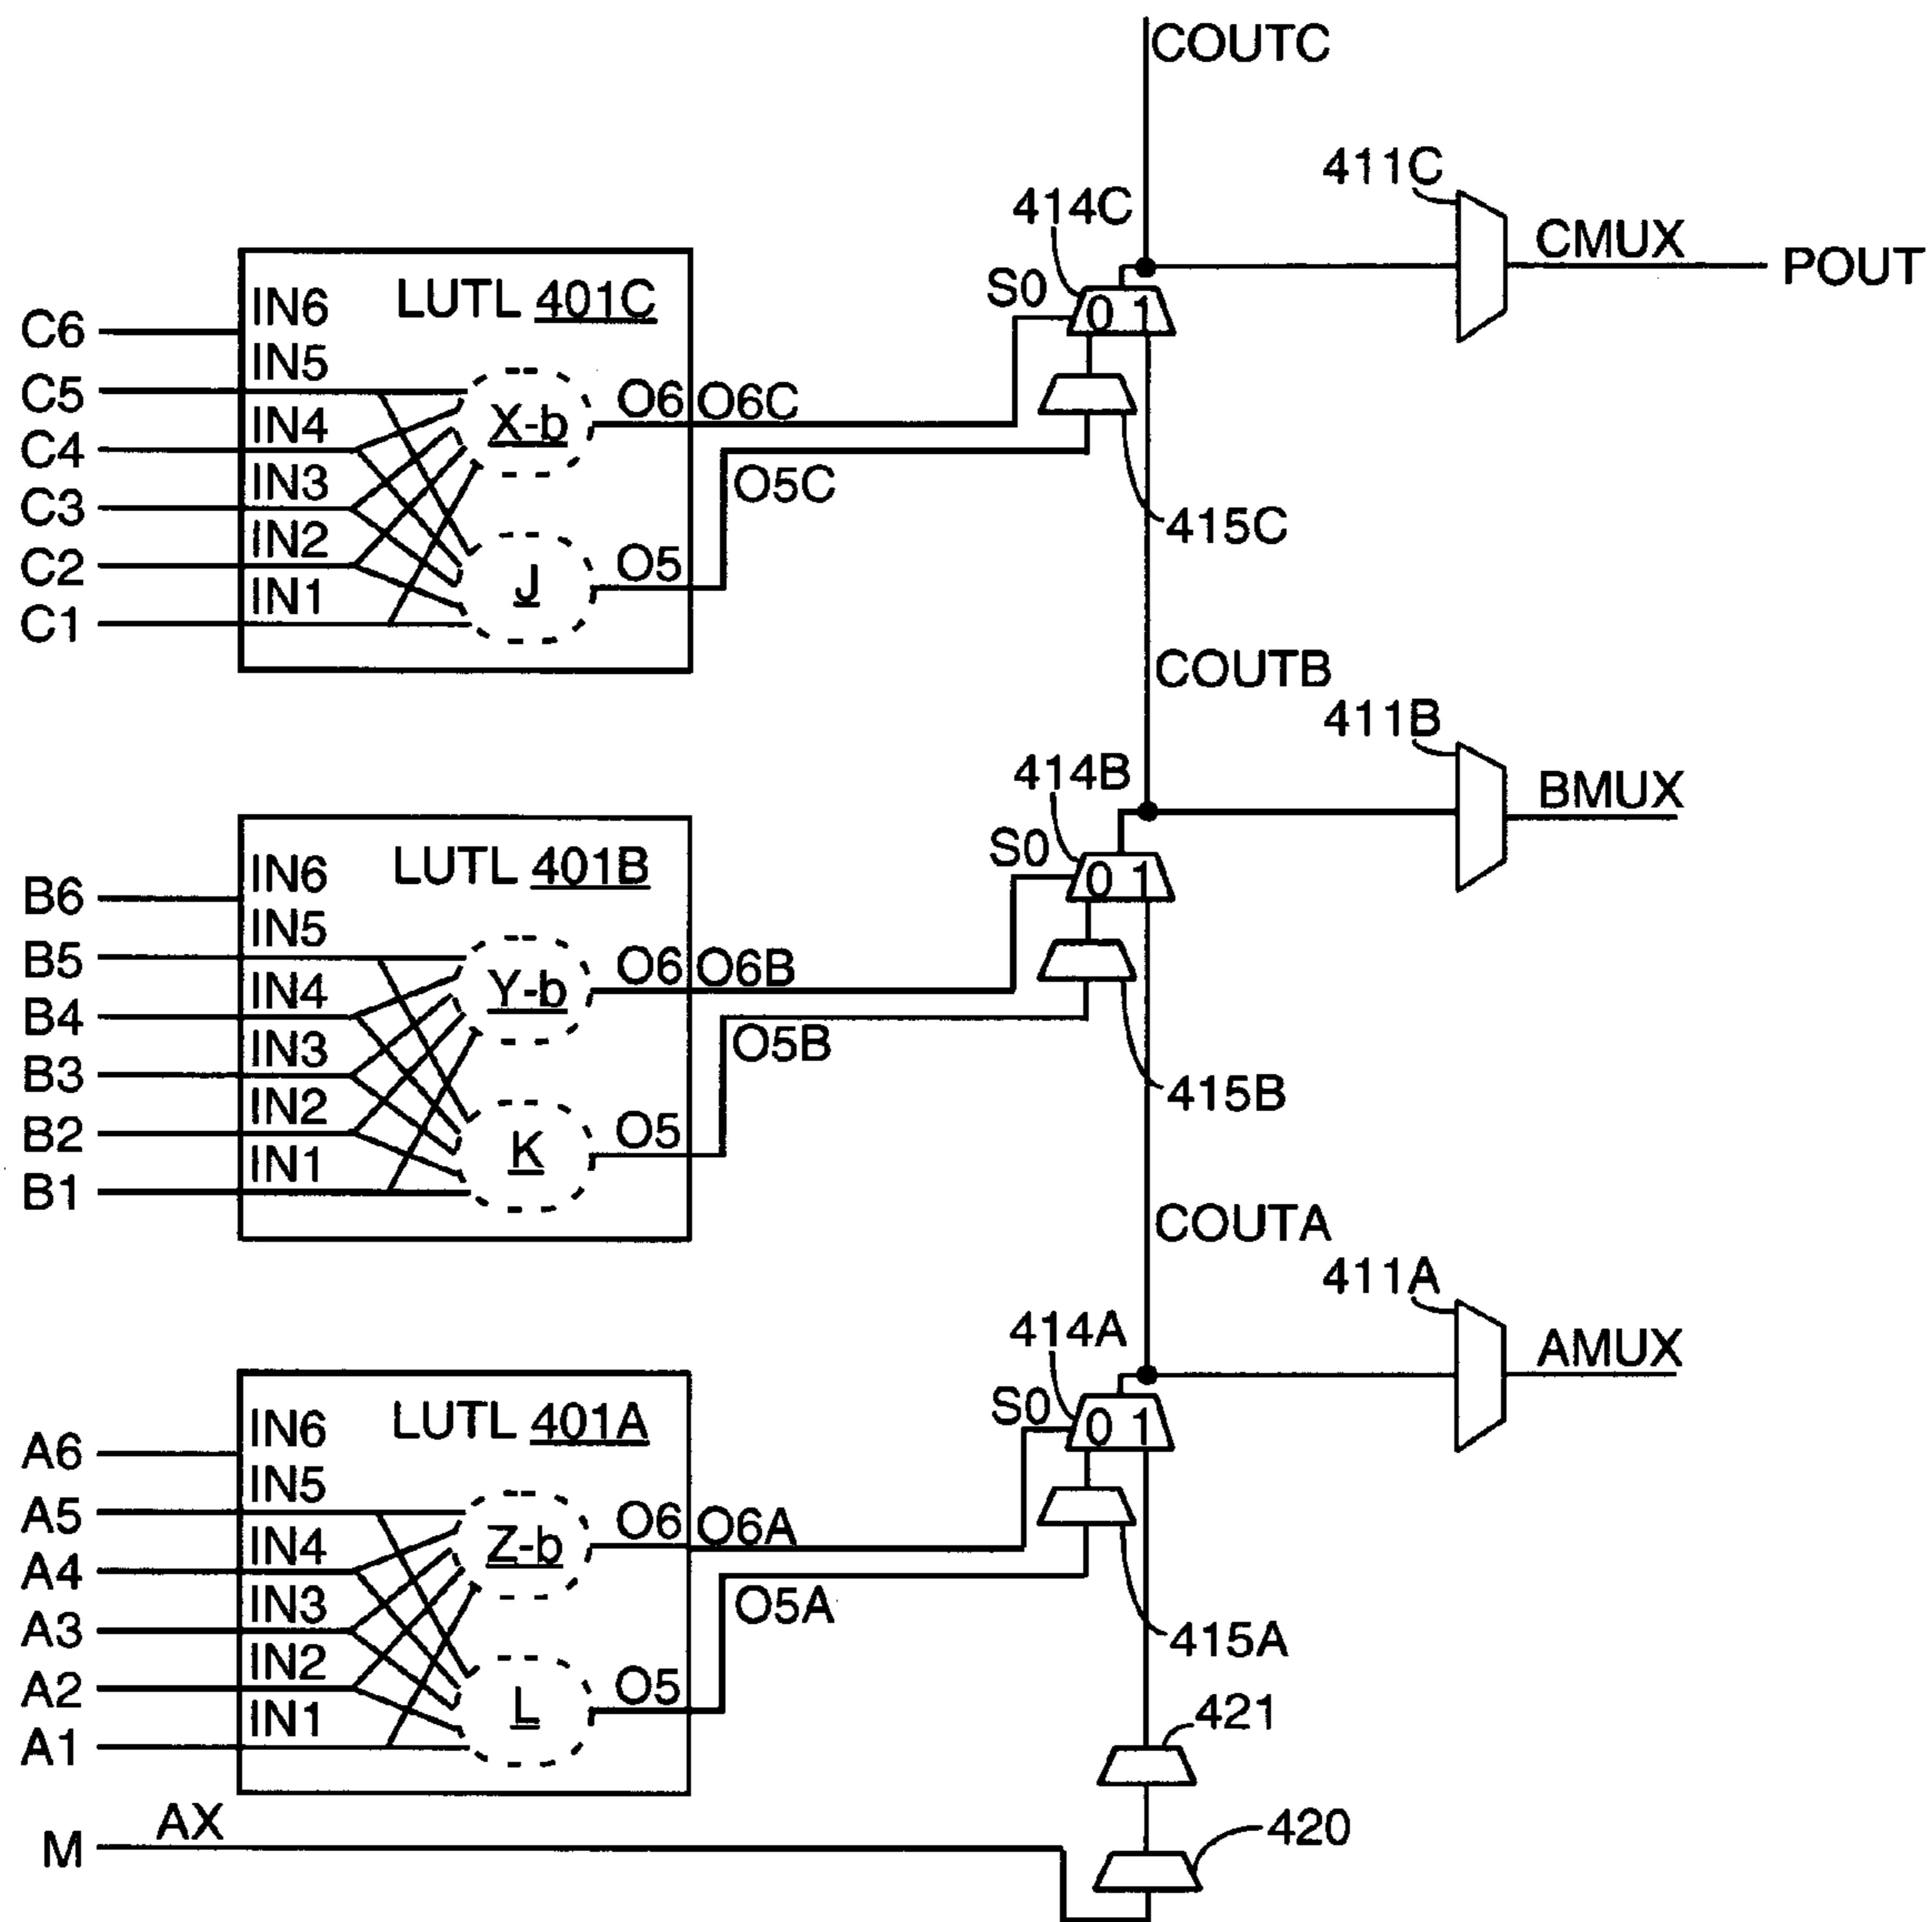 COUTC
411C
414C
CMUX
POUT
S0
0 1
LUTL 401C
C6
IN6
C5
IN5
C4
IN4
C3
IN3
C2
IN2
C1
IN1
X-b
O6
O6C
J
O5
O5C
415C
COUTB
411B
414B
BMUX
S0
0 1
LUTL 401B
B6
IN6
B5
IN5
B4
IN4
B3
IN3
B2
IN2
B1
IN1
Y-b
O6
O6B
K
O5
O5B
415B
COUTA
411A
414A
AMUX
S0
0 1
LUTL 401A
A6
IN6
A5
IN5
A4
IN4
A3
IN3
A2
IN2
A1
IN1
Z-b
O6
O6A
L
O5
O5A
415A
421
M
AX
420